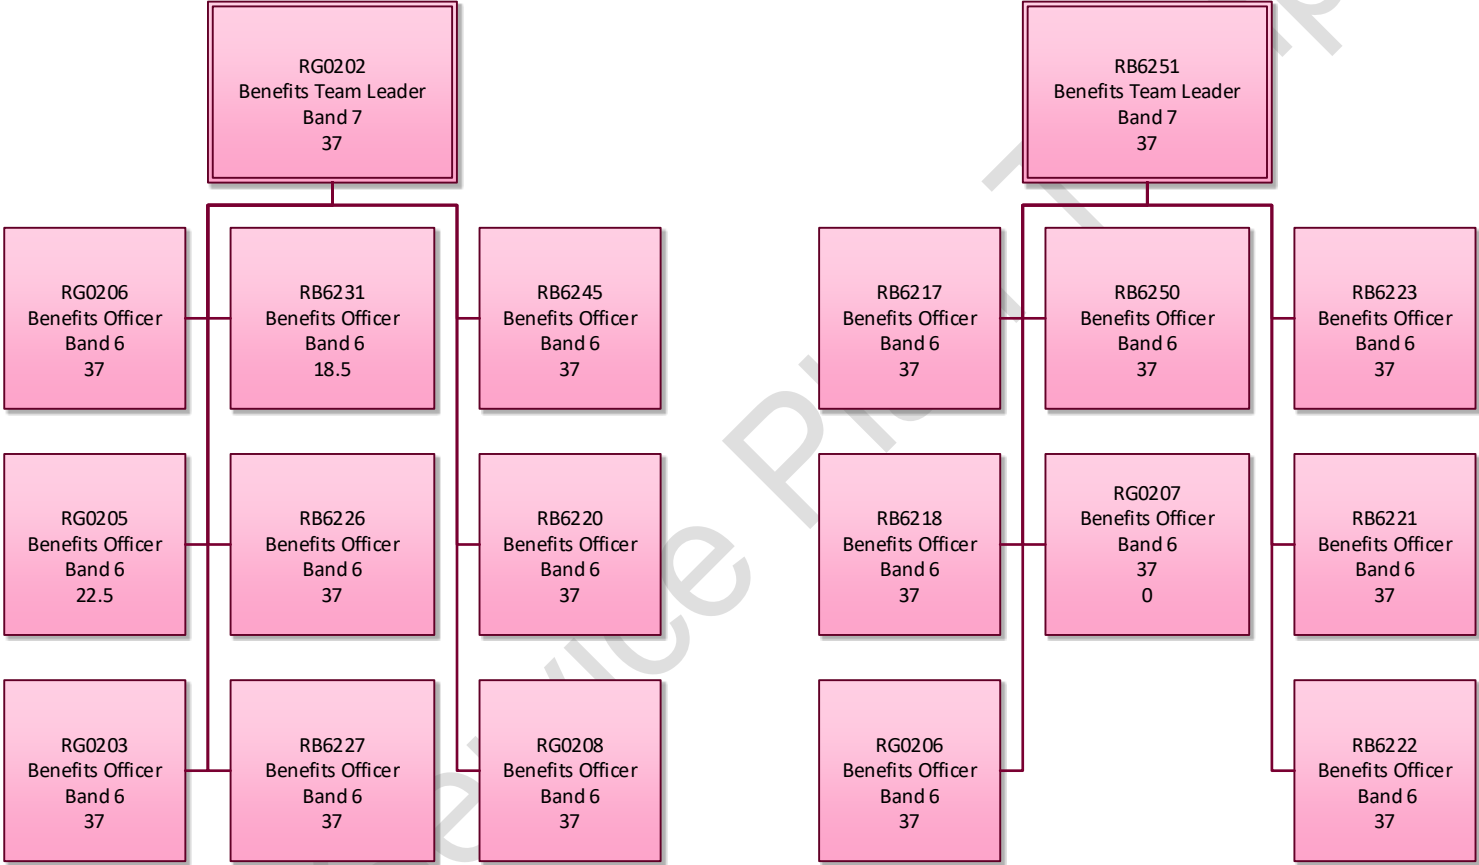 RG0202
Benefits Team Leader
Band 7
37
RB6251
Benefits Team Leader
Band 7
37
RG0206
Benefits Officer
Band 6
37
RB6231
Benefits Officer
Band 6
18.5
RB6245
Benefits Officer
Band 6
37
RB6217
Benefits Officer
Band 6
37
RB6250
Benefits Officer
Band 6
37
RB6223
Benefits Officer
Band 6
37
RG0205
Benefits Officer
Band 6
22.5
RB6226
Benefits Officer
Band 6
37
RB6220
Benefits Officer
Band 6
37
RB6218
Benefits Officer
Band 6
37
RG0207
Benefits Officer
Band 6
37
0
RB6221
Benefits Officer
Band 6
37
RG0203
Benefits Officer
Band 6
37
RB6227
Benefits Officer
Band 6
37
RG0208
Benefits Officer
Band 6
37
RG0206
Benefits Officer
Band 6
37
RB6222
Benefits Officer
Band 6
37